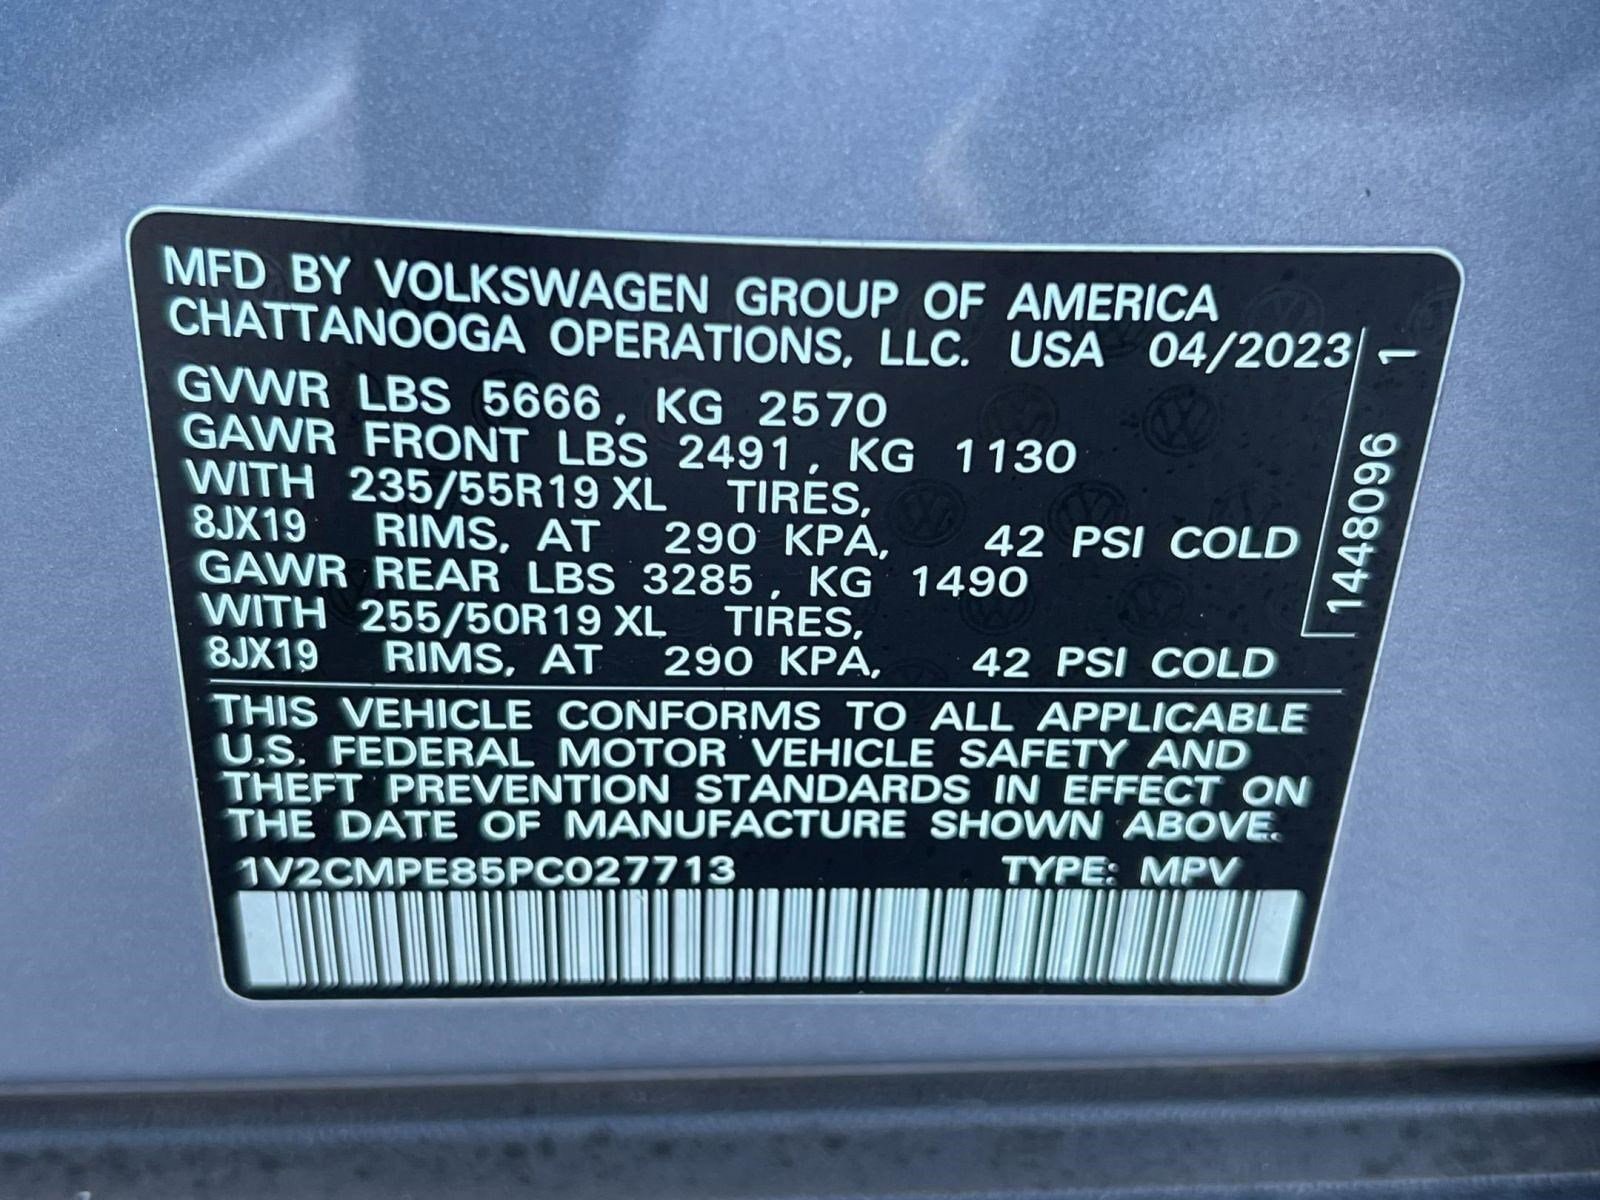 MFD BY VOLKSWAGEN GROUP OF AMERICA
CHATTANOOGA OPERATIONS, LLC. USA 04/2023
GVWR LBS 5666, KG 2570
GAWR FRONT LBS 2491, KG 1130
WITH 235/55R19 XL TIRES,
8JX19 RIMS, AT 290 KPA, 42 PSI COLD
GAWR REAR LBS 3285, KG 1490
WITH 255/50R19 XL TIRES,
8JX19 RIMS, AT 290 KPA, 42 PSI COLD
1448096 1
THIS VEHICLE CONFORMS TO ALL APPLICABLE
U.S. FEDERAL MOTOR VEHICLE SAFETY AND
THEFT PREVENTION STANDARDS IN EFFECT ON
THE DATE OF MANUFACTURE SHOWN ABOVE.
1V2CMPE85PC027713 TYPE: MPV